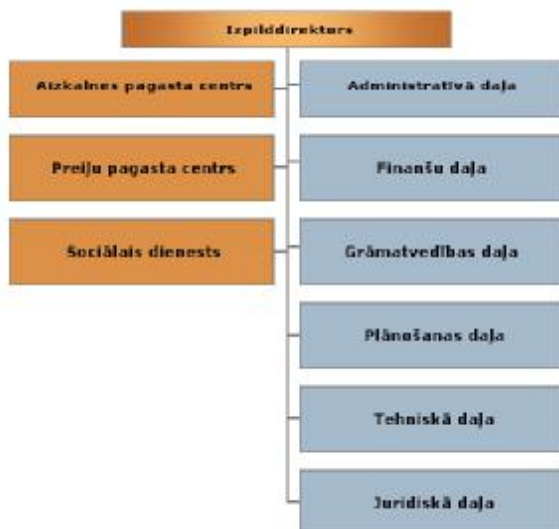 Izpilddirektors
Aizkalnes pagasta centrs
Administratīvā daļa
Preiļu pagasta centrs
Finanšu daļa
Sociālais dienests
Grāmatvedības daļa
Plānošanas daļa
Tehniskā daļa
Juridiskā daļa